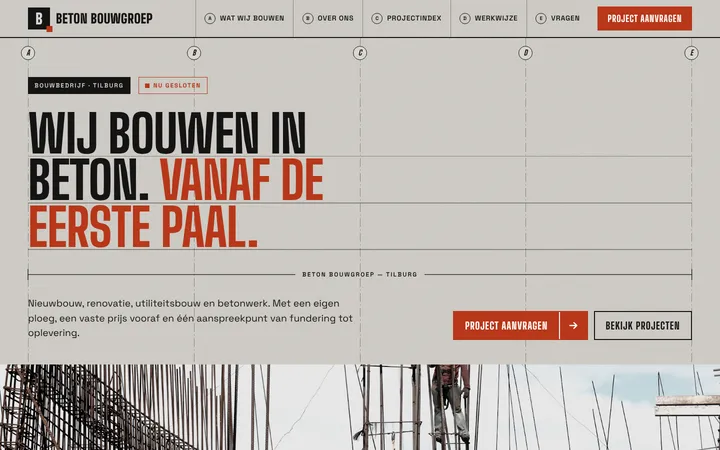 B BETON BOUWGROEP
A WAT WIJ BOUWEN
B OVER ONS
C PROJECTINDEX
D WERKWIJZE
E VRAGEN
PROJECT AANVRAGEN
A B C D E
BOUWBEDRIJF · TILBURG
NU GESLOTEN
WIJ BOUWEN IN
BETON. VANAF DE
EERSTE PAAL.
BETON BOUWGROEP — TILBURG
Nieuwbouw, renovatie, utiliteitsbouw en betonwerk. Met een eigen
ploeg, een vaste prijs vooraf en één aanspreekpunt van fundering tot
oplevering.
PROJECT AANVRAGEN →
BEKIJK PROJECTEN